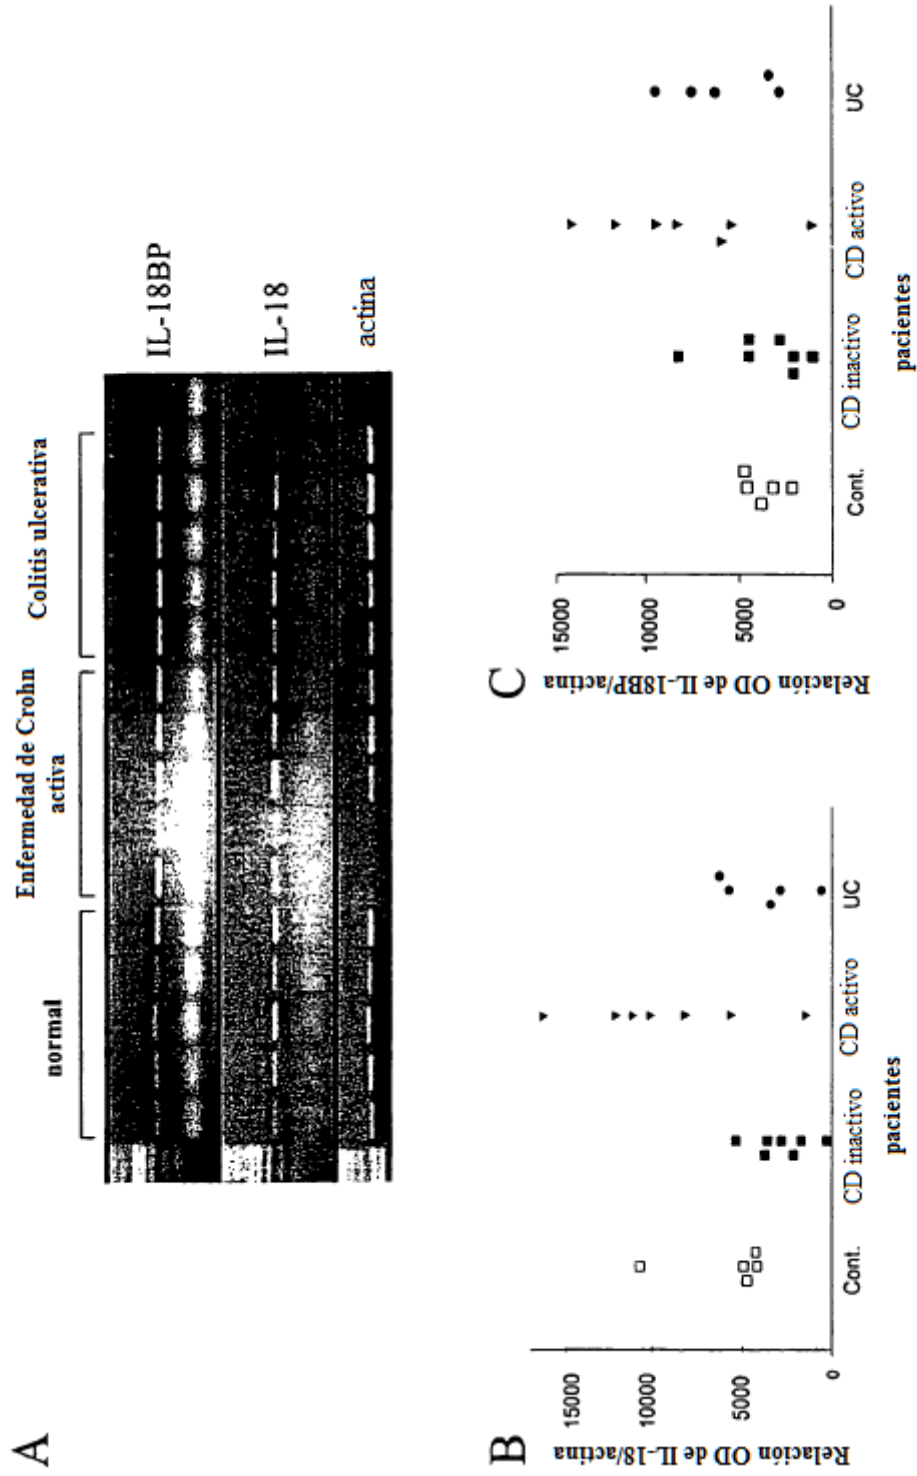 A
normal
Enfermedad de Crohn
activa
Colitis ulcerativa
IL-18BP
IL-18
actina
B
Relación OD de IL-18/actina
15000
10000
5000
0
Cont.
CD inactivo
CD activo
UC
pacientes
C
Relación OD de IL-18BP/actina
15000
10000
5000
0
Cont.
CD inactivo
CD activo
UC
pacientes